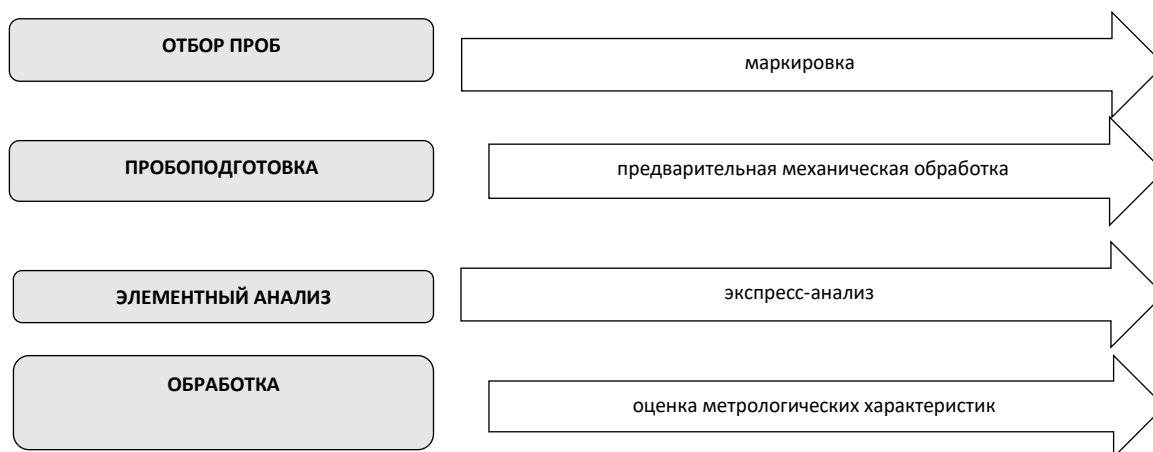 ОТБОР ПРОБ
маркировка
ПРОБОПОДГОТОВКА
предварительная механическая обработка
ЭЛЕМЕНТНЫЙ АНАЛИЗ
экспресс-анализ
ОБРАБОТКА
оценка метрологических характеристик